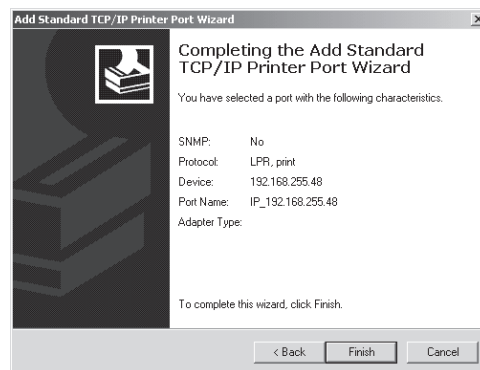 Add Standard TCP/IP Printer Port Wizard
Completing the Add Standard
TCP/IP Printer Port Wizard
You have selected a port with the following characteristics.
SNMP: No
Protocol: LPR, print
Device: 192.168.255.48
Port Name: IP_192.168.255.48
Adapter Type:
To complete this wizard, click Finish.
< Back Finish Cancel